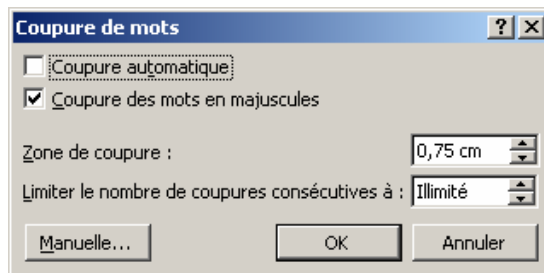 Coupure de mots
Coupure automatique
Coupure des mots en majuscules
Zone de coupure : 0,75 cm
Limiter le nombre de coupures consécutives à : Illimité
Manuelle... OK Annuler